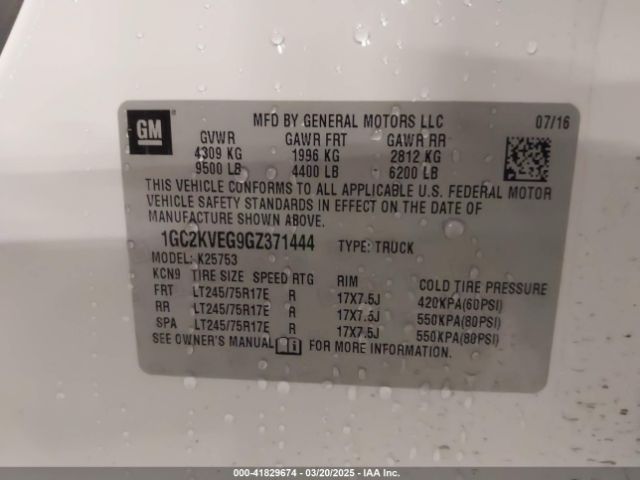 GM
MFD BY GENERAL MOTORS LLC 07/16
GVWR GAWR FRT GAWR RR
4309 KG 1996 KG 2812 KG
9500 LB 4400 LB 6200 LB
THIS VEHICLE CONFORMS TO ALL APPLICABLE U.S. FEDERAL MOTOR
VEHICLE SAFETY STANDARDS IN EFFECT ON THE DATE OF
MANUFACTURE SHOWN ABOVE.
1GC2KVEG9GZ371444 TYPE: TRUCK
MODEL: K25753
KCN9 TIRE SIZE SPEED RTG RIM COLD TIRE PRESSURE
FRT LT245/75R17E R 17X7.5J 420KPA(60PSI)
RR LT245/75R17E R 17X7.5J 550KPA(80PSI)
SPA LT245/75R17E R 17X7.5J 550KPA(80PSI)
SEE OWNER'S MANUAL i FOR MORE INFORMATION.
000-41829674 - 03/20/2025 - IAA Inc.